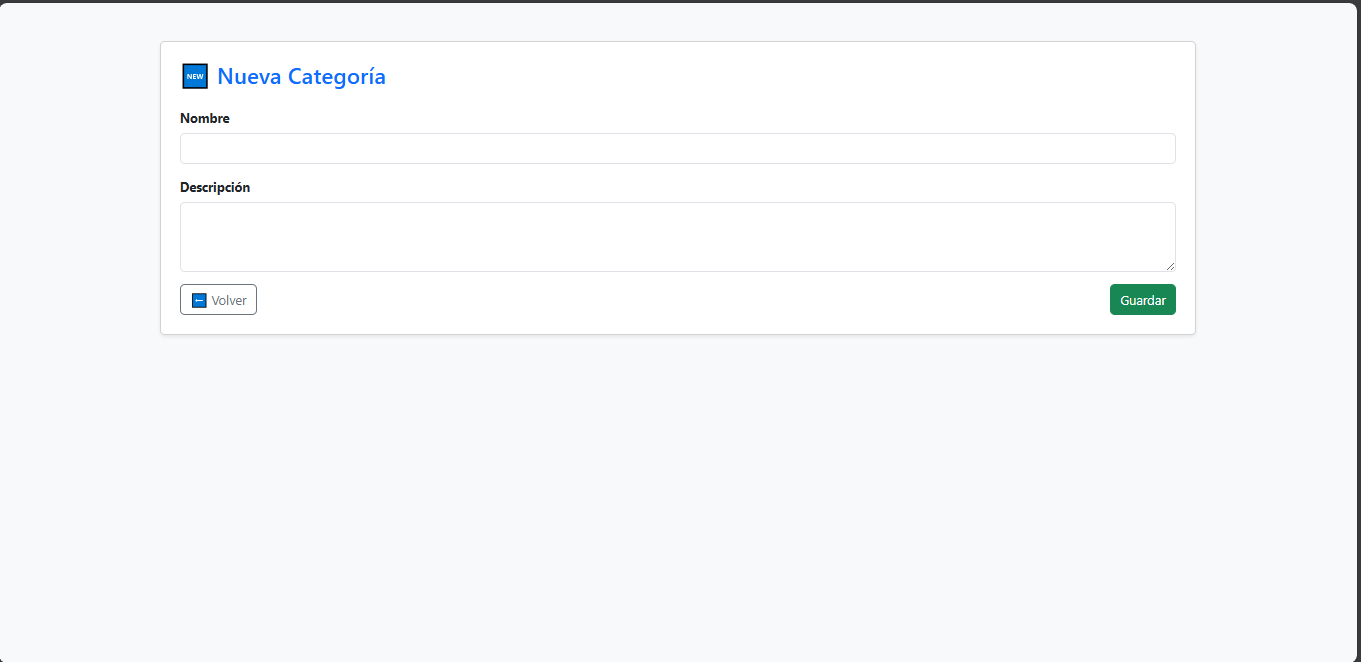 NEW Nueva Categoría
Nombre
Descripción
← Volver
Guardar